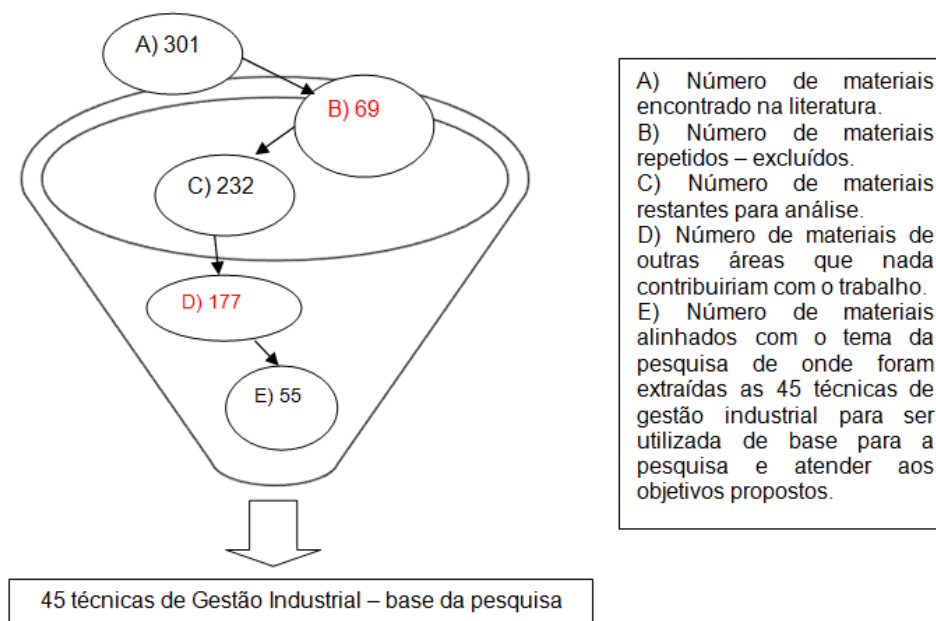 A) 301
B) 69
C) 232
D) 177
E) 55
45 técnicas de Gestão Industrial – base da pesquisa
A) Número de materiais
encontrado na literatura.
B) Número de materiais
repetidos – excluídos.
C) Número de materiais
restantes para análise.
D) Número de materiais de
outras áreas que nada
contribuiriam com o trabalho.
E) Número de materiais
alinhados com o tema da
pesquisa de onde foram
extraídas as 45 técnicas de
gestão industrial para ser
utilizada de base para a
pesquisa e atender aos
objetivos propostos.